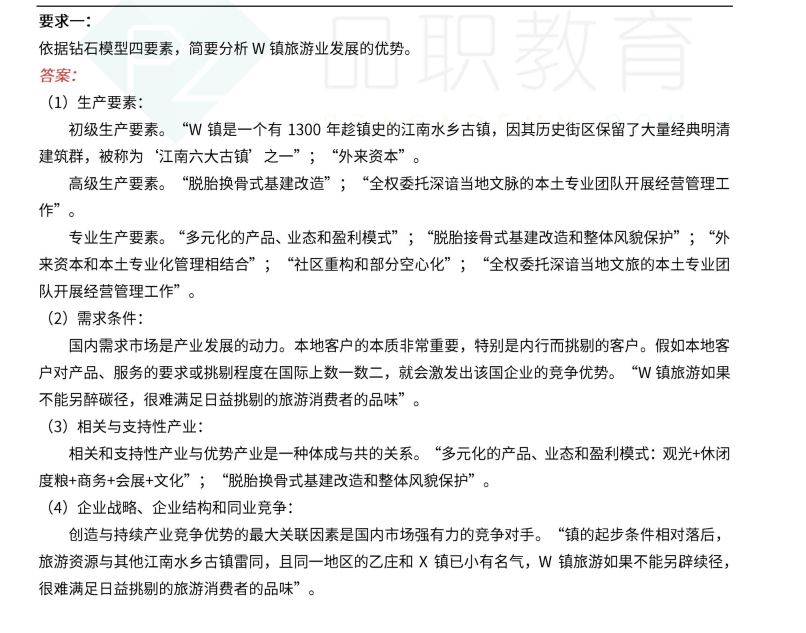 品职教育
PZ
要求一：
依据钻石模型四要素，简要分析 W 镇旅游业发展的优势。
答案：
（1）生产要素：
初级生产要素。“W 镇是一个有 1300 年趁镇史的江南水乡古镇，因其历史街区保留了大量经典明清
建筑群，被称为‘江南六大古镇’之一”；“外来资本”。
高级生产要素。“脱胎换骨式基建改造”；“全权委托深谙当地文脉的本土专业团队开展经营管理工
作”。
专业生产要素。“多元化的产品、业态和盈利模式”；“脱胎接骨式基建改造和整体风貌保护”；“外
来资本和本土专业化管理相结合”；“社区重构和部分空心化”；“全权委托深谙当地文旅的本土专业团
队开展经营管理工作”。
（2）需求条件：
国内需求市场是产业发展的动力。本地客户的本质非常重要，特别是内行而挑剔的客户。假如本地客
户对产品、服务的要求或挑剔程度在国际上数一数二，就会激发出该国企业的竞争优势。“W 镇旅游如果
不能另醉碳径，很难满足日益挑剔的旅游消费者的品味”。
（3）相关与支持性产业：
相关和支持性产业与优势产业是一种体成与共的关系。“多元化的产品、业态和盈利模式：观光+休闭
度粮+商务+会展+文化”；“脱胎换骨式基建改造和整体风貌保护”。
（4）企业战略、企业结构和同业竞争：
创造与持续产业竞争优势的最大关联因素是国内市场强有力的竞争对手。“镇的起步条件相对落后，
旅游资源与其他江南水乡古镇雷同，且同一地区的乙庄和 X 镇已小有名气，W 镇旅游如果不能另辟续径，
很难满足日益挑剔的旅游消费者的品味”。